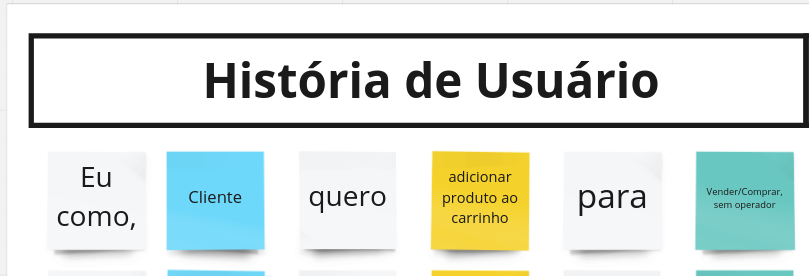 História de Usuário
Eu
como,
Cliente
quero
adicionar
produto ao
carrinho
para
Vender/Comprar,
sem operador